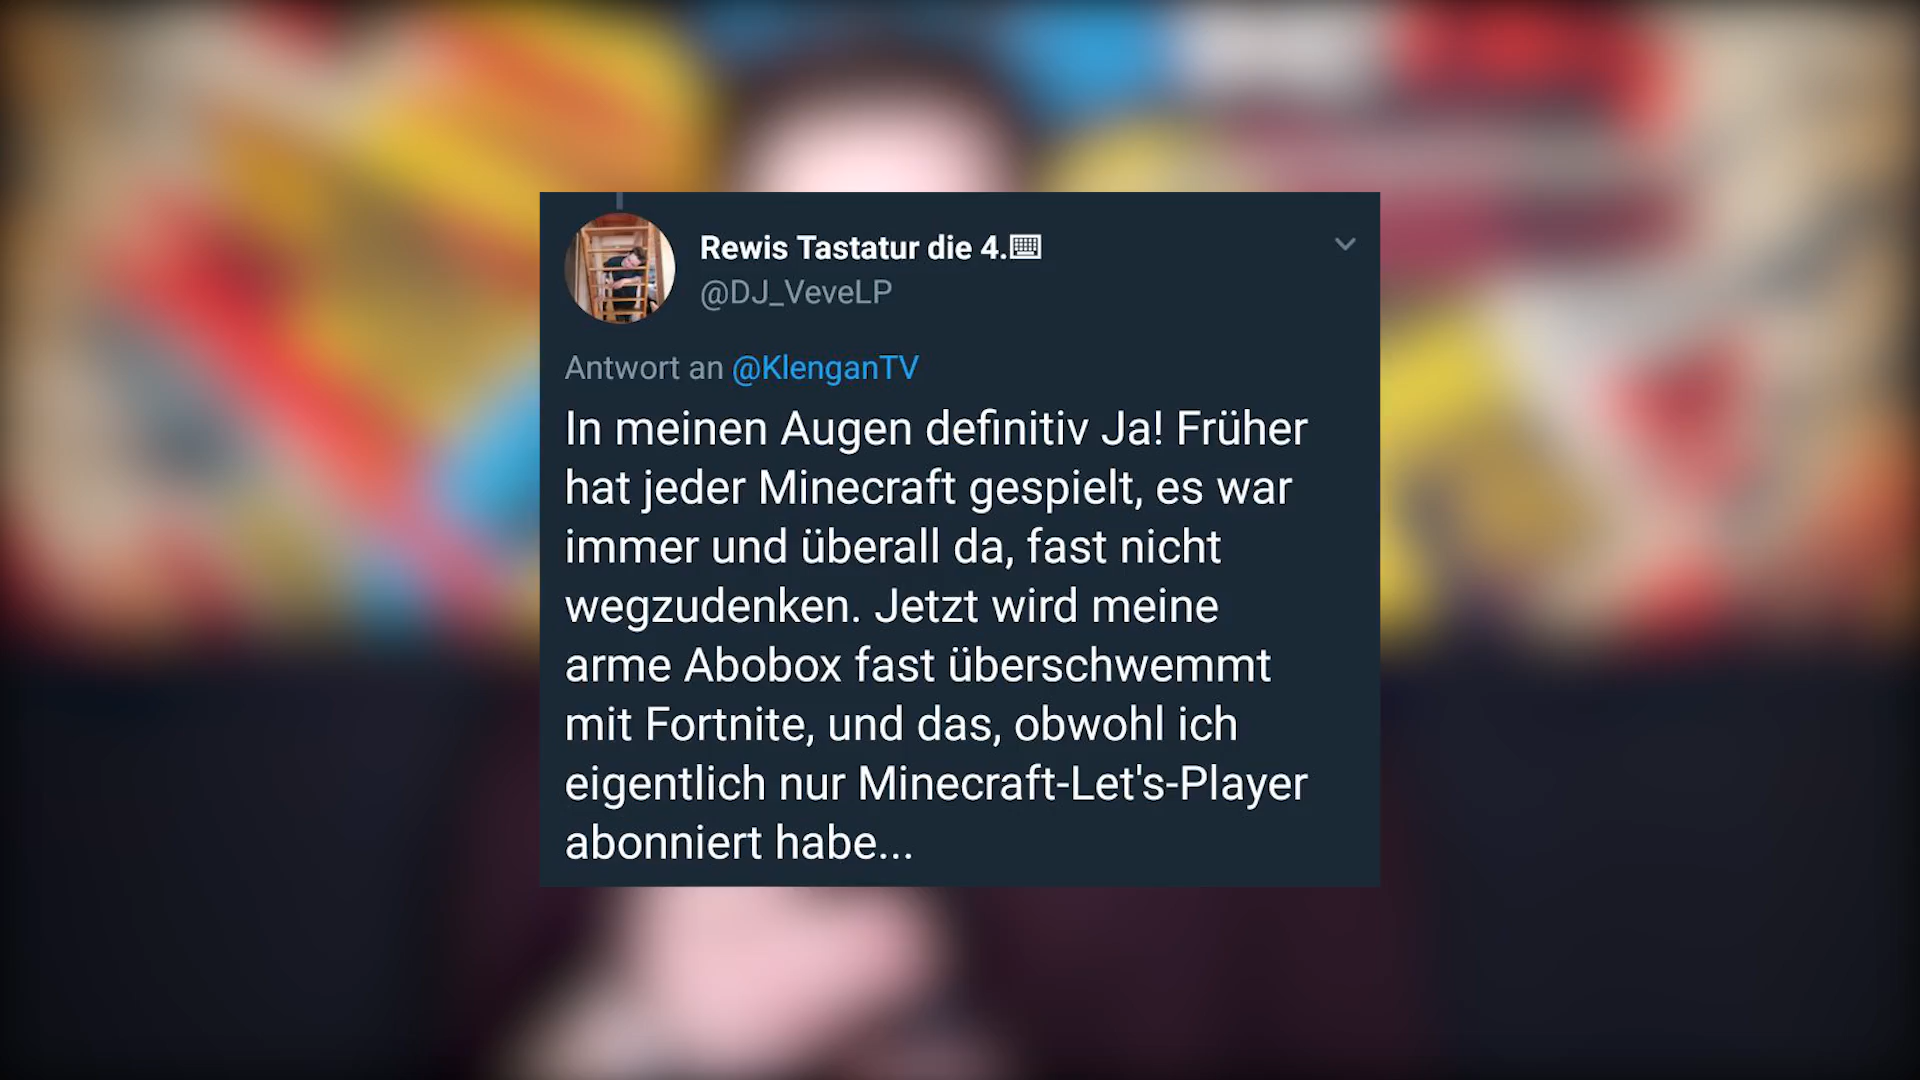 Rewis Tastatur die 4.⌨
@DJ_VeveLP
Antwort an @KlenganTV
In meinen Augen definitiv Ja! Früher
hat jeder Minecraft gespielt, es war
immer und überall da, fast nicht
wegzudenken. Jetzt wird meine
arme Abobox fast überschwemmt
mit Fortnite, und das, obwohl ich
eigentlich nur Minecraft-Let's-Player
abonniert habe...